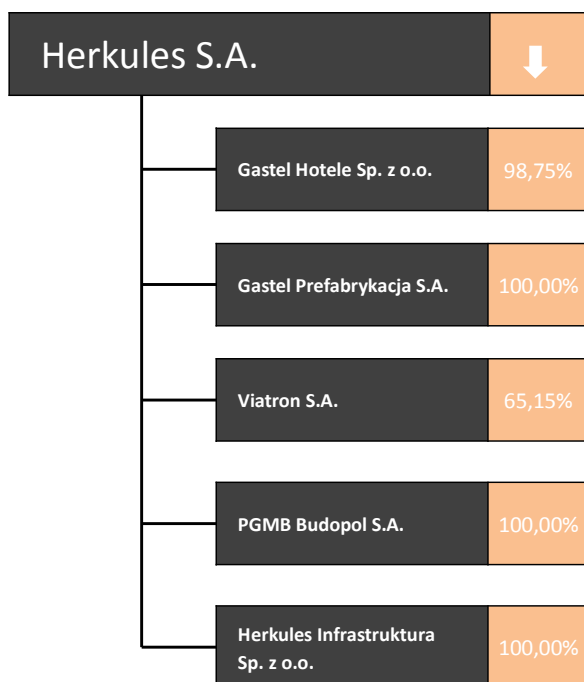 Herkules S.A.
Gastel Hotele Sp. z o.o.
98,75%
Gastel Prefabrykacja S.A.
100,00%
Viatron S.A.
65,15%
PGMB Budopol S.A.
100,00%
Herkules Infrastruktura
Sp. z o.o.
100,00%